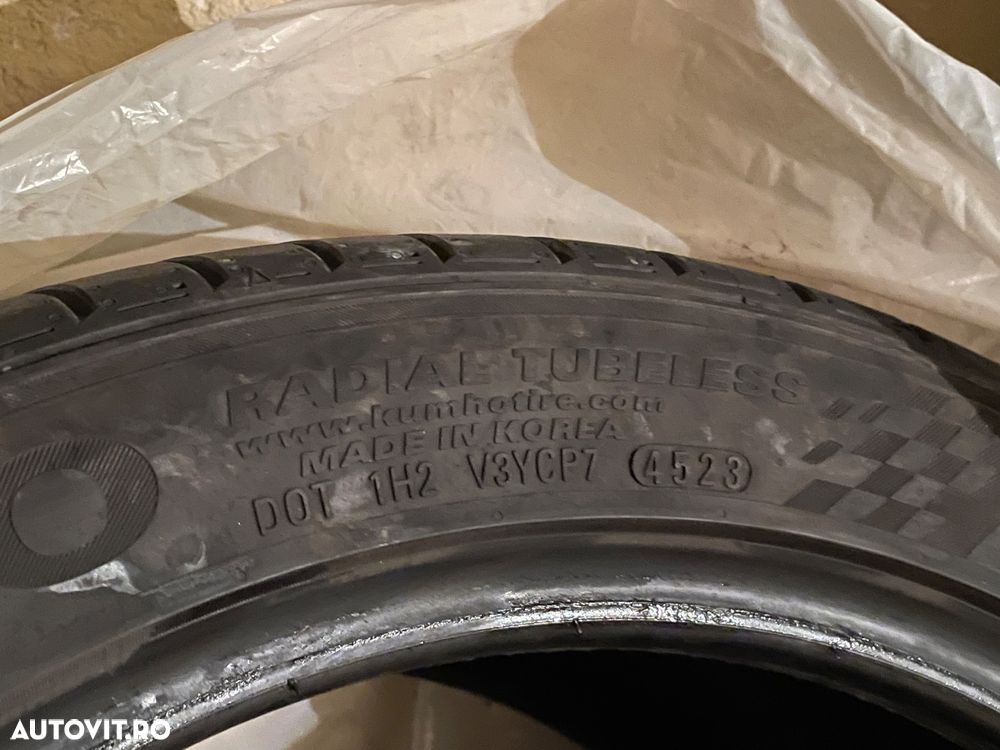 RADIAL TUBELESS
www.kumhotire.com
MADE IN KOREA
DOT 1H2 V3YCP7 4523
AUTOVIT.RO